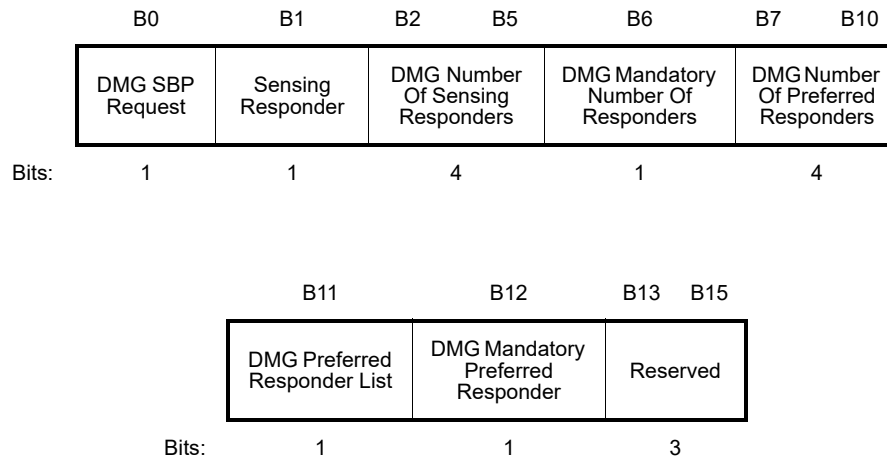 B0 B1 B2 B5 B6 B7 B10
DMG SBP Request
Sensing Responder
DMG Number Of Sensing Responders
DMG Mandatory Number Of Responders
DMG Number Of Preferred Responders
Bits: 1 1 4 1 4
B11 B12 B13 B15
DMG Preferred Responder List
DMG Mandatory Preferred Responder
Reserved
Bits: 1 1 3